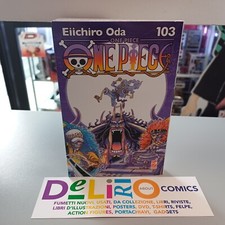 Eiichiro Oda 103
ONE PIECE
DeLiRiO COMICS
FUMETTI NUOVI, USATI, DA COLLEZIONE, LIBRI, RIVISTE,
LIBRI D'ILLUSTRAZIONI, POSTERS, DVD, T-SHIRTS, FELPE,
ACTION FIGURES, PORTACHIAVI, GADGETS